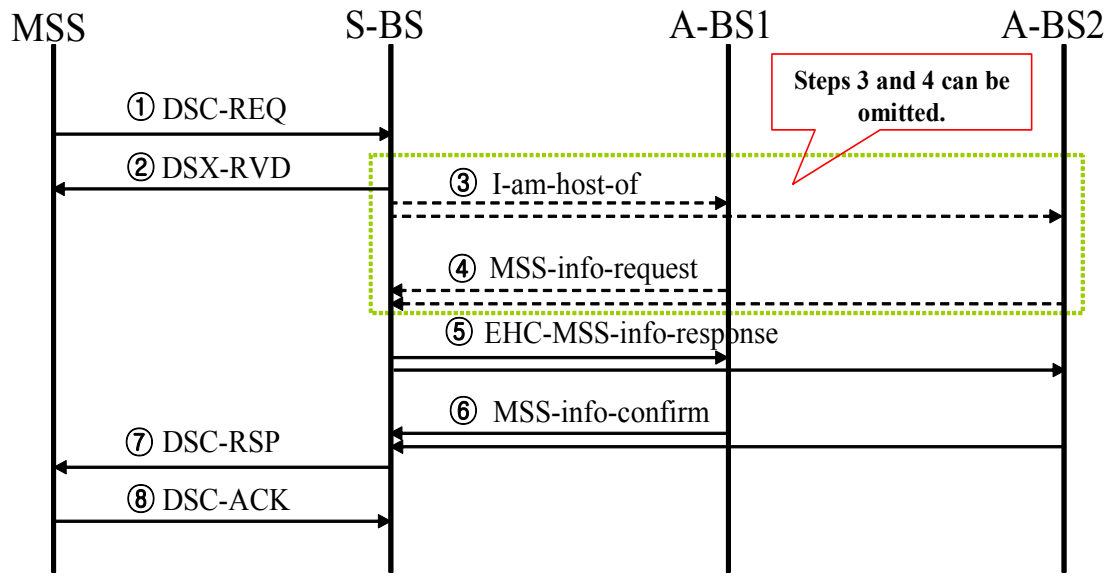 MSS S-BS A-BS1 A-BS2
Steps 3 and 4 can be
omitted.
① DSC-REQ
② DSX-RVD
③ I-am-host-of
④ MSS-info-request
⑤ EHC-MSS-info-response
⑥ MSS-info-confirm
⑦ DSC-RSP
⑧ DSC-ACK